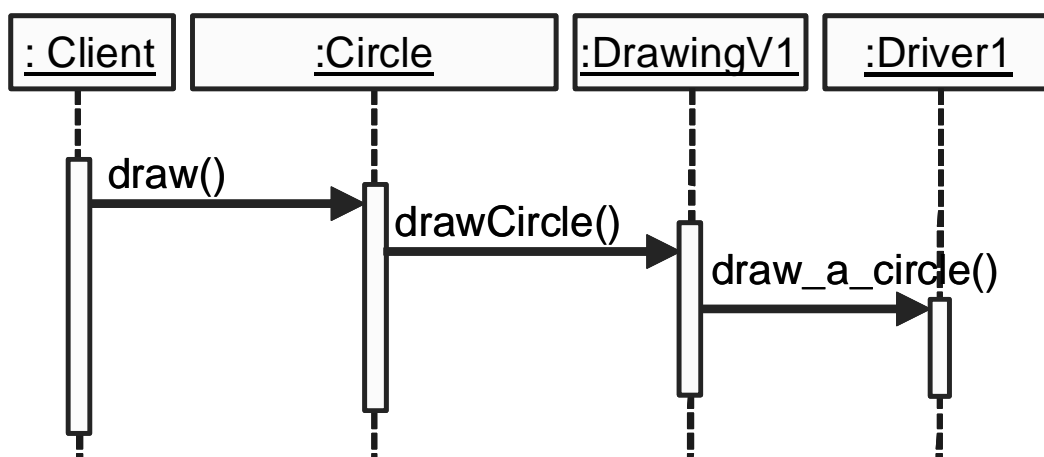 : Client
:Circle
:DrawingV1
:Driver1
draw()
drawCircle()
draw_a_circle()